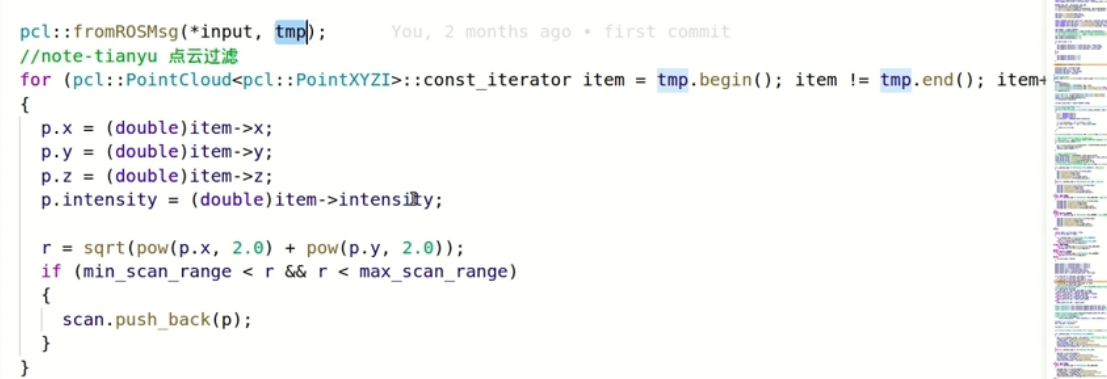 pcl::fromROSMsg(*input, tmp); You, 2 months ago • first commit
//note-tianyu 点云过滤
for (pcl::PointCloud<pcl::PointXYZI>::const_iterator item = tmp.begin(); item != tmp.end(); item+
{
p.x = (double)item->x;
p.y = (double)item->y;
p.z = (double)item->z;
p.intensity = (double)item->intensity;
r = sqrt(pow(p.x, 2.0) + pow(p.y, 2.0));
if (min_scan_range < r && r < max_scan_range)
{
scan.push_back(p);
}
}